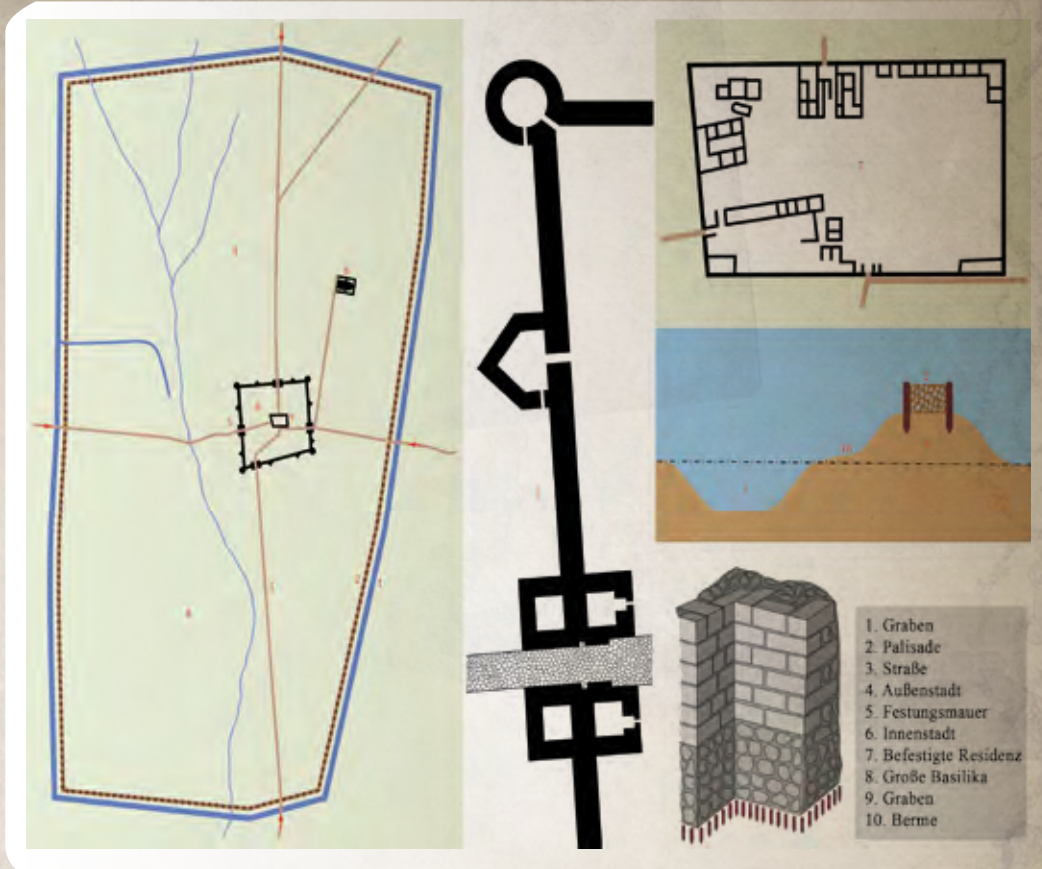 1. Graben
2. Palisade
3. Straße
4. Außenstadt
5. Festungsmauer
6. Innenstadt
7. Befestigte Residenz
8. Große Basilika
9. Graben
10. Berme